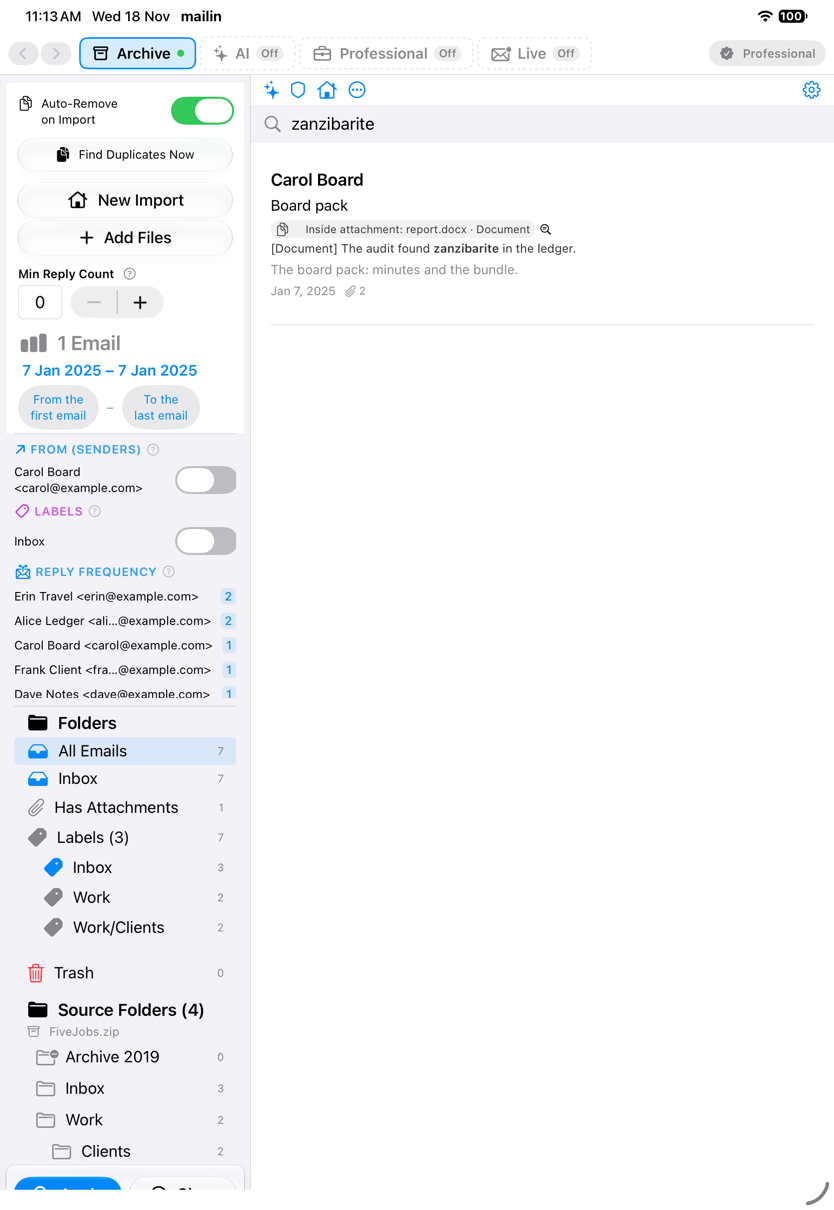 11:13 AM Wed 18 Nov mailin
100
Archive
AI Off
Professional Off
Live Off
Professional
Auto-Remove
on Import
Find Duplicates Now
New Import
Add Files
Min Reply Count ?
0 − +
1 Email
7 Jan 2025 – 7 Jan 2025
From the
first email
–
To the
last email
FROM (SENDERS) ?
Carol Board
<carol@example.com>
LABELS ?
Inbox
REPLY FREQUENCY ?
Erin Travel <erin@example.com> 2
Alice Ledger <ali...@example.com> 2
Carol Board <carol@example.com> 1
Frank Client <fra...@example.com> 1
Dave Notes <dave@example.com> 1
Folders
All Emails 7
Inbox 7
Has Attachments 1
Labels (3) 7
Inbox 3
Work 2
Work/Clients 2
Trash 0
Source Folders (4)
FiveJobs.zip
Archive 2019 0
Inbox 3
Work 2
Clients 2
zanzibarite
Carol Board
Board pack
Inside attachment: report.docx · Document
[Document] The audit found zanzibarite in the ledger.
The board pack: minutes and the bundle.
Jan 7, 2025 2